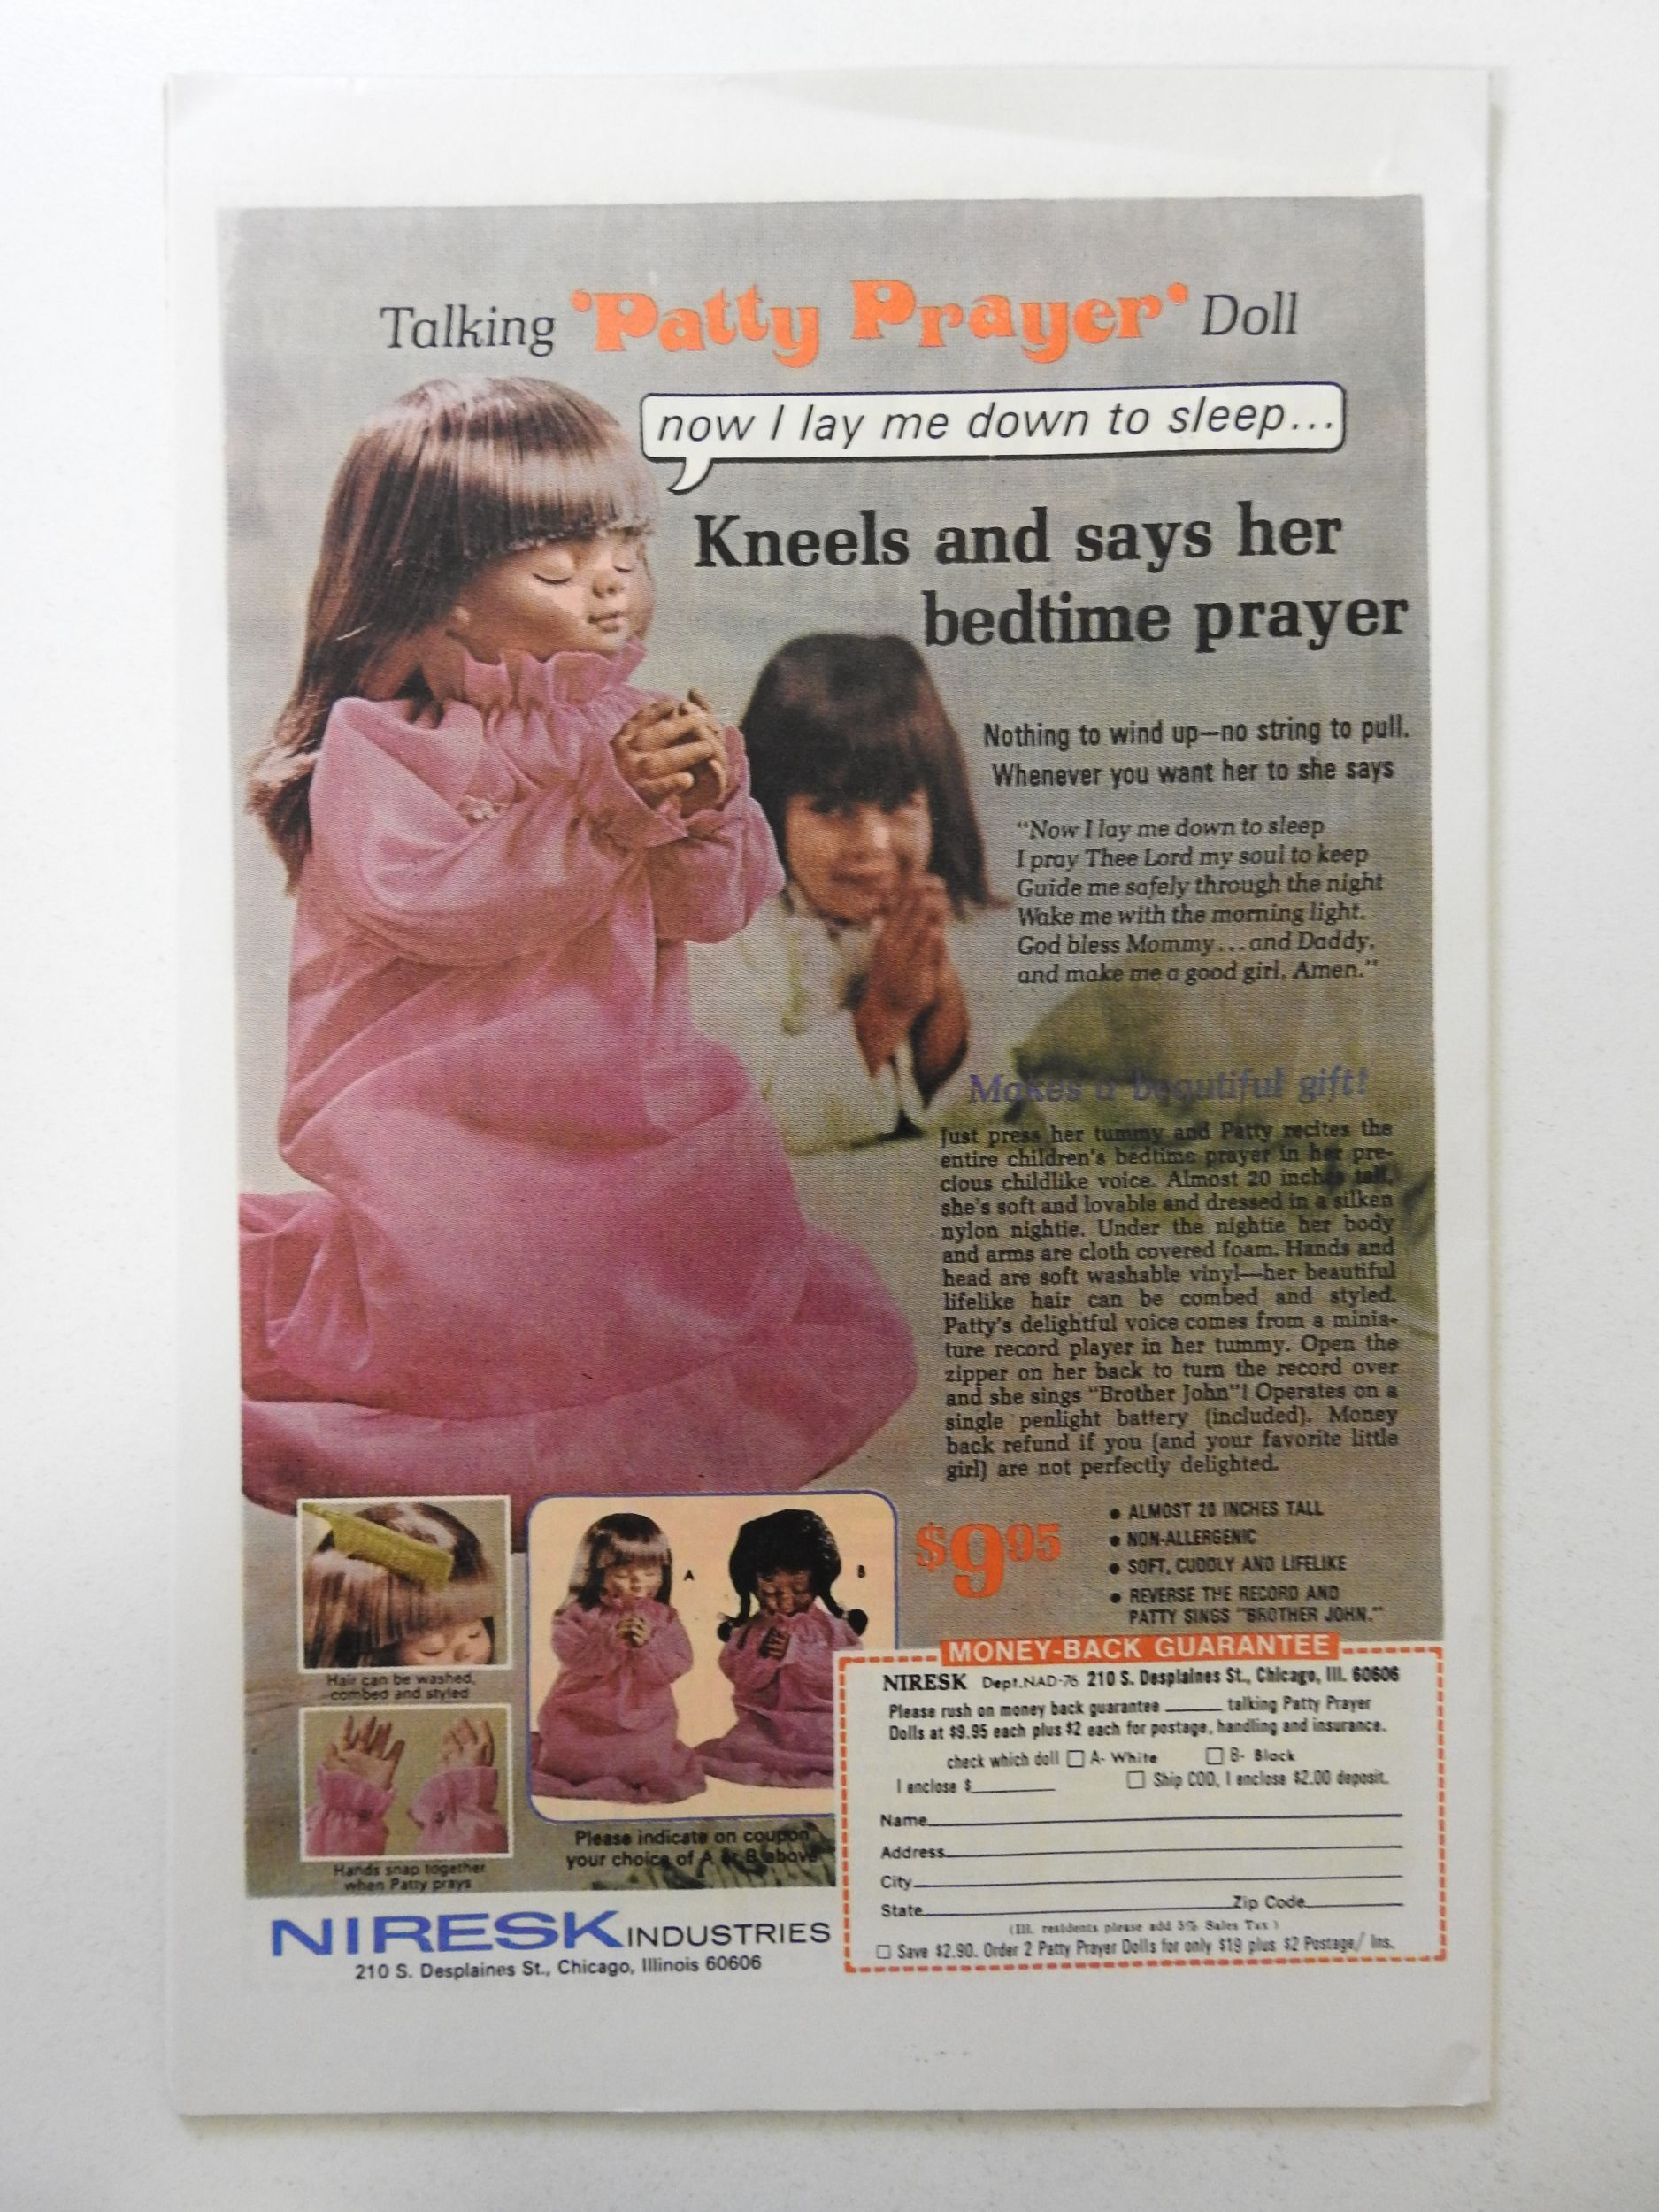 Talking 'Patty Prayer' Doll
now I lay me down to sleep...
Kneels and says her
bedtime prayer
Nothing to wind up—no string to pull.
Whenever you want her to she says
"Now I lay me down to sleep
I pray Thee Lord my soul to keep
Guide me safely through the night
Wake me with the morning light.
God bless Mommy...and Daddy,
and make me a good girl, Amen."
Makes a beautiful gift!
Just press her tummy and Patty recites the
entire children's bedtime prayer in her pre-
cious childlike voice. Almost 20 inches tall,
she's soft and lovable and dressed in a silken
nylon nightie. Under the nightie her body
and arms are cloth covered foam. Hands and
head are soft washable vinyl—her beautiful
lifelike hair can be combed and styled.
Patty's delightful voice comes from a minia-
ture record player in her tummy. Open the
zipper on her back to turn the record over
and she sings "Brother John"! Operates on a
single penlight battery (included). Money
back refund if you (and your favorite little
girl) are not perfectly delighted.
$9.95
• ALMOST 20 INCHES TALL
• NON-ALLERGENIC
• SOFT, CUDDLY AND LIFELIKE
• REVERSE THE RECORD AND
PATTY SINGS "BROTHER JOHN."
Hair can be washed,
combed and styled
Hands snap together
when Patty prays
A
B
Please indicate on coupon
your choice of A or B above
NIRESK INDUSTRIES
210 S. Desplaines St., Chicago, Illinois 60606
MONEY-BACK GUARANTEE
NIRESK Dept.NAD-76 210 S. Desplaines St., Chicago, Ill. 60606
Please rush on money back guarantee ______ talking Patty Prayer
Dolls at $9.95 each plus $2 each for postage, handling and insurance.
check which doll □ A- White □ B- Black
I enclose $________ □ Ship COD, I enclose $2.00 deposit.
Name
Address
City
State Zip Code
(Ill. residents please add 5% Sales Tax)
□ Save $2.90. Order 2 Patty Prayer Dolls for only $19 plus $2 Postage/ Ins.